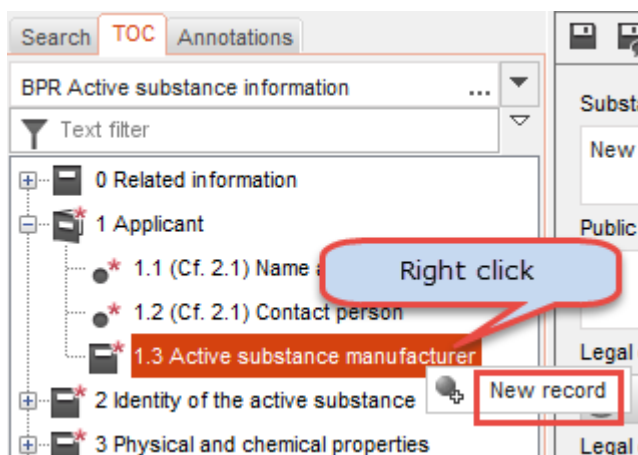 Search TOC Annotations
BPR Active substance information ...
Text filter
0 Related information
1 Applicant
1.1 (Cf. 2.1) Name
Right click
1.2 (Cf. 2.1) Contact person
1.3 Active substance manufacturer
New record
2 Identity of the active substance
3 Physical and chemical properties
New
Public
Legal
Legal